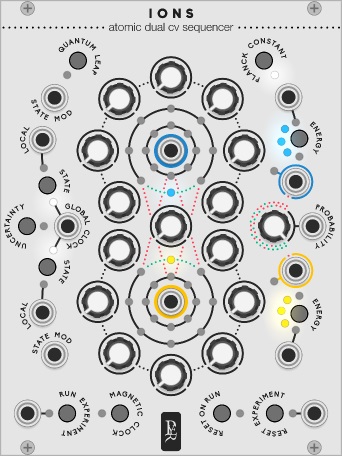 IONS
atomic dual cv sequencer
QUANTUM LEAP
PLANCK CONSTANT
STATE MOD
LOCAL
ENERGY
STATE
UNCERTAINTY
GLOBAL CLOCK
PROBABILITY
STATE
LOCAL
ENERGY
STATE MOD
RUN EXPERIMENT
MAGNETIC CLOCK
RESET ON RUN
RESET EXPERIMENT